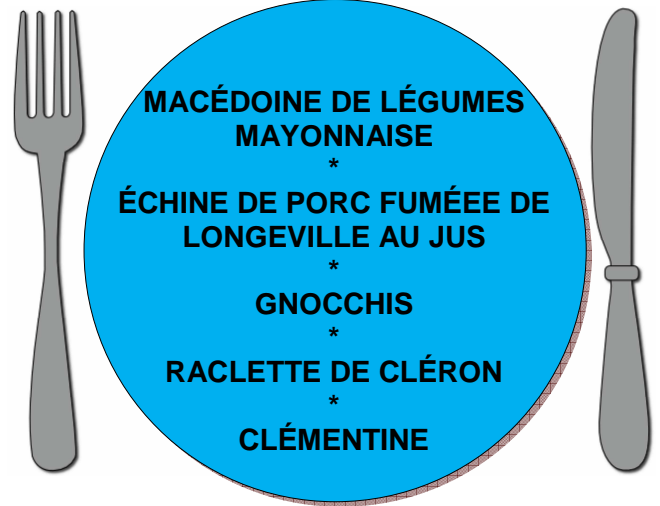 MACÉDOINE DE LÉGUMES
MAYONNAISE
*
ÉCHINE DE PORC FUMÉEE DE
LONGEVILLE AU JUS
*
GNOCCHIS
*
RACLETTE DE CLÉRON
*
CLÉMENTINE